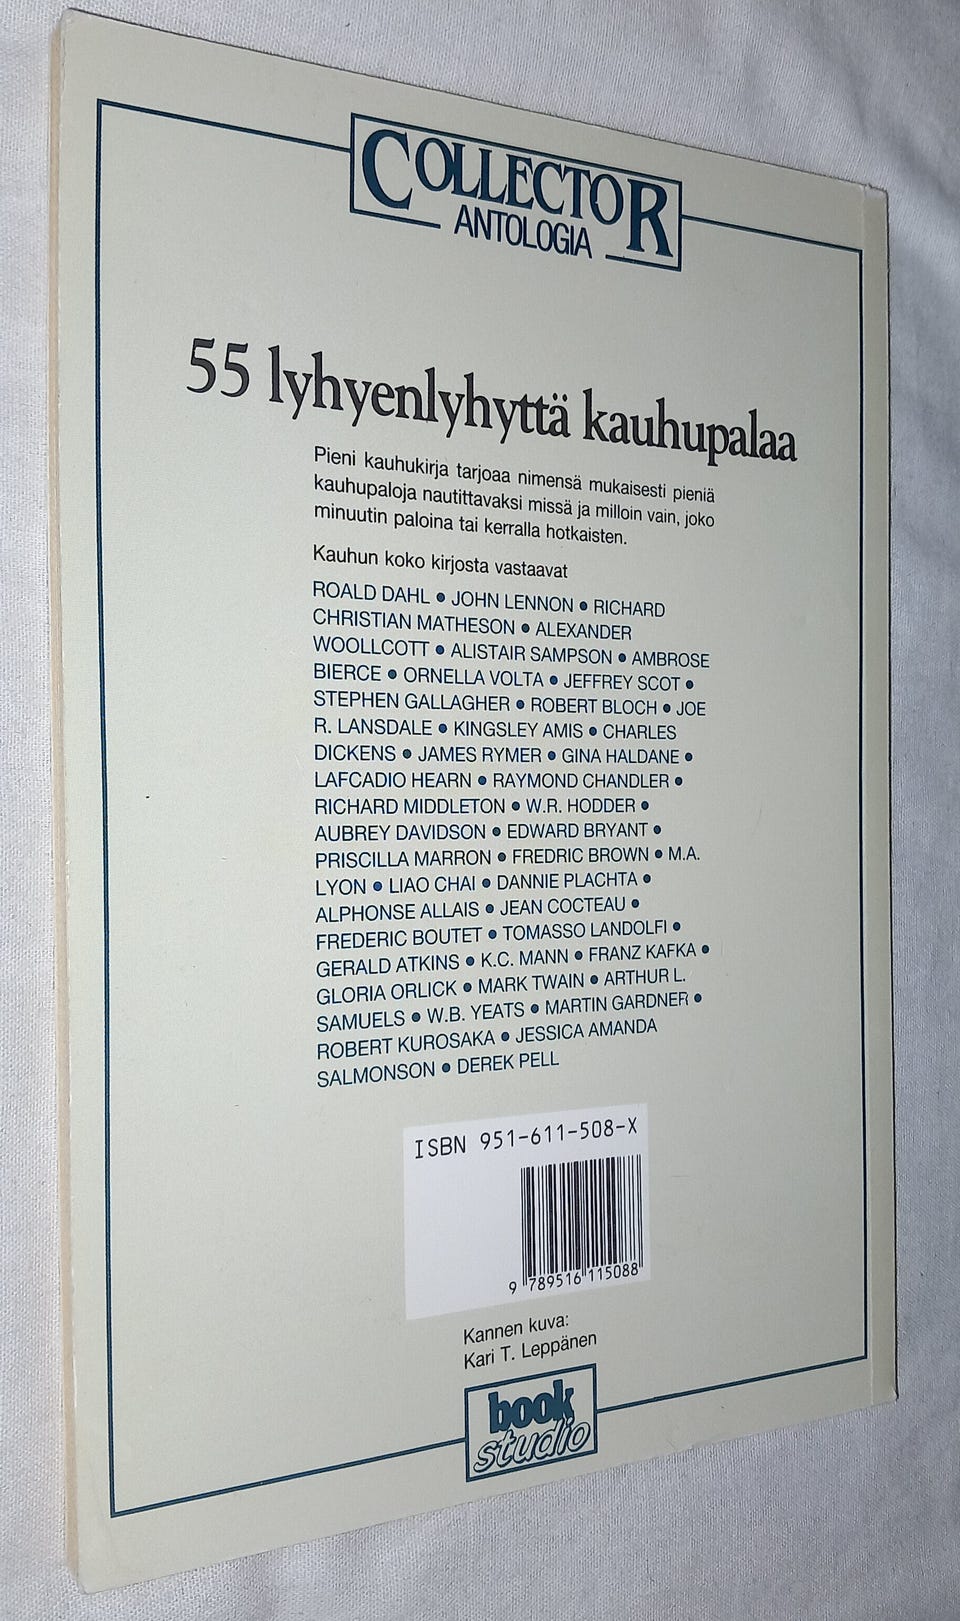 COLLECTOR
ANTOLOGIA
55 lyhyenlyhyttä kauhupalaa
Pieni kauhukirja tarjoaa nimensä mukaisesti pieniä
kauhupaloja nautittavaksi missä ja milloin vain, joko
minuutin paloina tai kerralla hotkaisten.
Kauhun koko kirjosta vastaavat
ROALD DAHL ● JOHN LENNON ● RICHARD
CHRISTIAN MATHESON ● ALEXANDER
WOOLLCOTT ● ALISTAIR SAMPSON ● AMBROSE
BIERCE ● ORNELLA VOLTA ● JEFFREY SCOT ●
STEPHEN GALLAGHER ● ROBERT BLOCH ● JOE
R. LANSDALE ● KINGSLEY AMIS ● CHARLES
DICKENS ● JAMES RYMER ● GINA HALDANE ●
LAFCADIO HEARN ● RAYMOND CHANDLER ●
RICHARD MIDDLETON ● W.R. HODDER ●
AUBREY DAVIDSON ● EDWARD BRYANT ●
PRISCILLA MARRON ● FREDRIC BROWN ● M.A.
LYON ● LIAO CHAI ● DANNIE PLACHTA ●
ALPHONSE ALLAIS ● JEAN COCTEAU ●
FREDERIC BOUTET ● TOMASSO LANDOLFI ●
GERALD ATKINS ● K.C. MANN ● FRANZ KAFKA ●
GLORIA ORLICK ● MARK TWAIN ● ARTHUR L.
SAMUELS ● W.B. YEATS ● MARTIN GARDNER ●
ROBERT KUROSAKA ● JESSICA AMANDA
SALMONSON ● DEREK PELL
ISBN 951-611-508-X
9 789516 115088
Kannen kuva:
Kari T. Leppänen
book
studio